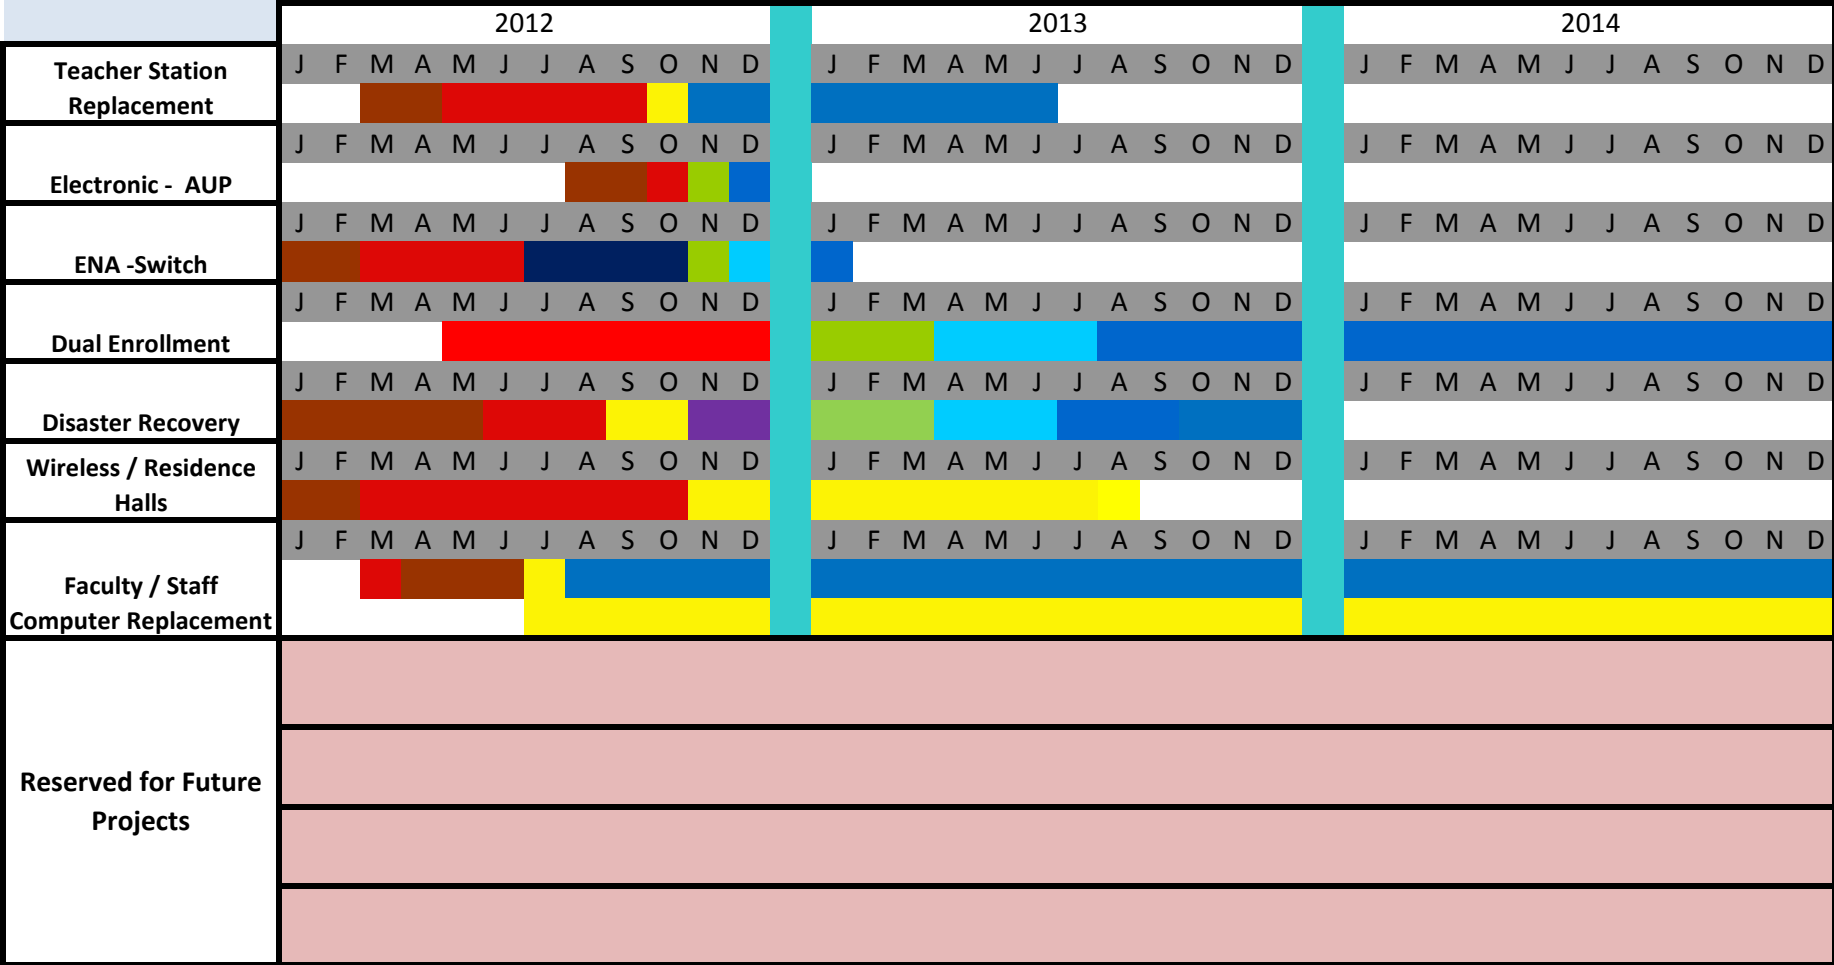 2012 2013 2014
Teacher Station
Replacement
J F M A M J J A S O N D J F M A M J J A S O N D J F M A M J J A S O N D
Electronic - AUP
J F M A M J J A S O N D J F M A M J J A S O N D J F M A M J J A S O N D
ENA -Switch
J F M A M J J A S O N D J F M A M J J A S O N D J F M A M J J A S O N D
Dual Enrollment
J F M A M J J A S O N D J F M A M J J A S O N D J F M A M J J A S O N D
Disaster Recovery
J F M A M J J A S O N D J F M A M J J A S O N D J F M A M J J A S O N D
Wireless / Residence
Halls
J F M A M J J A S O N D J F M A M J J A S O N D J F M A M J J A S O N D
Faculty / Staff
Computer Replacement
J F M A M J J A S O N D J F M A M J J A S O N D J F M A M J J A S O N D
Reserved for Future
Projects